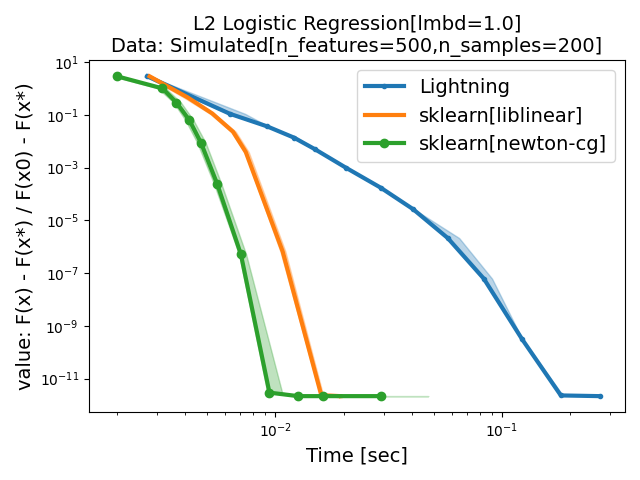 L2 Logistic Regression[lmbd=1.0]
Data: Simulated[n_features=500,n_samples=200]
value: F(x) - F(x*) / F(x0) - F(x*)
10¹
10⁻¹
10⁻³
10⁻⁵
10⁻⁷
10⁻⁹
10⁻¹¹
Lightning
sklearn[liblinear]
sklearn[newton-cg]
10⁻²
10⁻¹
Time [sec]